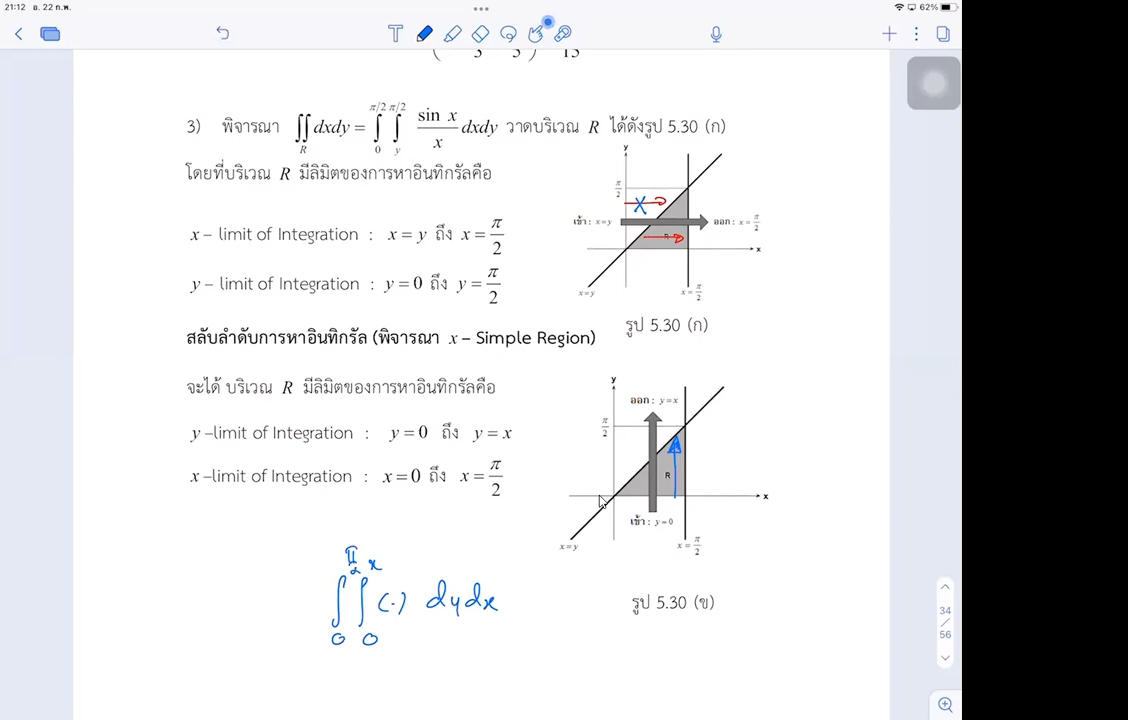 21:12 อ. 22 ก.พ.
62%
3) พิจารณา ∬_R dxdy = ∫_0^{π/2} ∫_y^{π/2} \frac{sin x}{x} dxdy วาดบริเวณ R ได้ดังรูป 5.30 (ก)
โดยที่บริเวณ R มีลิมิตของการหาอินทิกรัลคือ
x – limit of Integration : x = y ถึง x = π/2
y – limit of Integration : y = 0 ถึง y = π/2
y
π/2
X
เข้า : x = y
ออก : x = π/2
R
x
x = y
x = π/2
รูป 5.30 (ก)
สลับลำดับการหาอินทิกรัล (พิจารณา x – Simple Region)
จะได้ บริเวณ R มีลิมิตของการหาอินทิกรัลคือ
y –limit of Integration : y = 0 ถึง y = x
x –limit of Integration : x = 0 ถึง x = π/2
y
ออก : y = x
π/2
R
x
เข้า : y = 0
x = y
x = π/2
รูป 5.30 (ข)
∫_0^{π/2} ∫_0^x (·) dydx
34
/
56